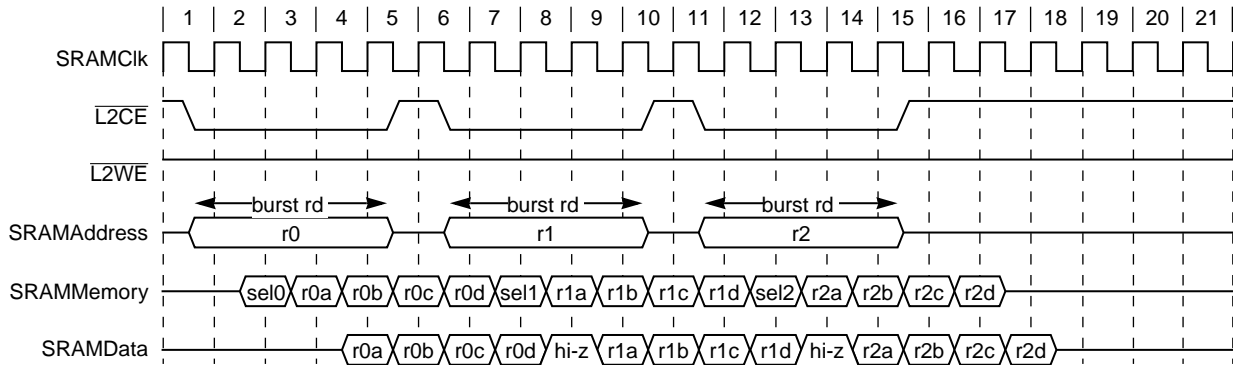 1 2 3 4 5 6 7 8 9 10 11 12 13 14 15 16 17 18 19 20 21
SRAMClk
L2CE
L2WE
burst rd burst rd burst rd
SRAMAddress r0 r1 r2
SRAMMemory sel0 r0a r0b r0c r0d sel1 r1a r1b r1c r1d sel2 r2a r2b r2c r2d
SRAMData r0a r0b r0c r0d hi-z r1a r1b r1c r1d hi-z r2a r2b r2c r2d